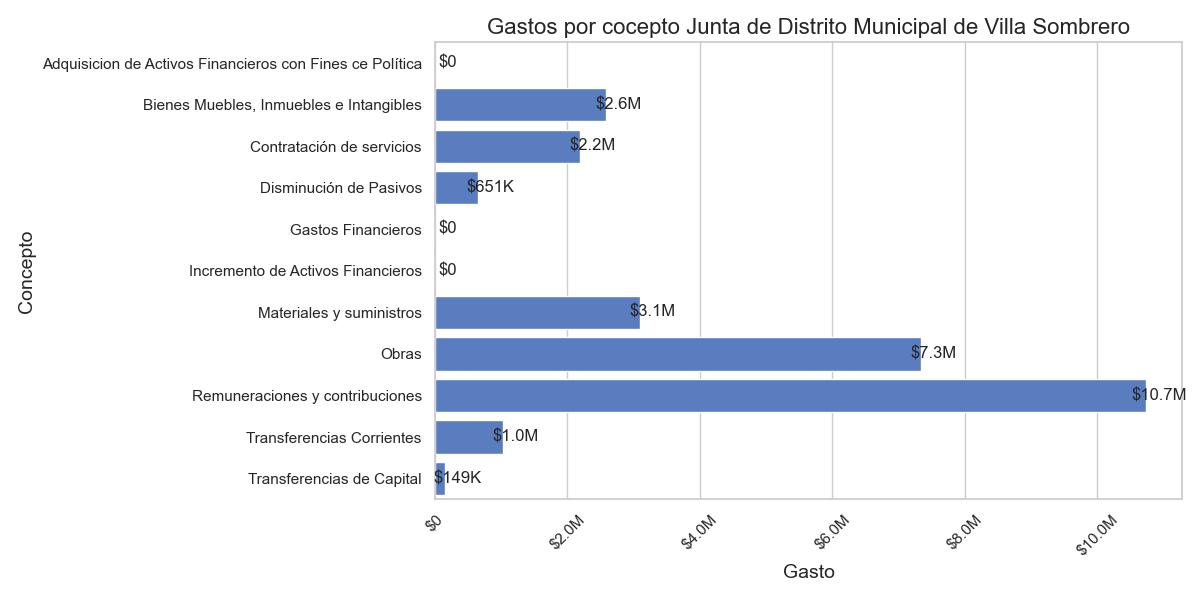 Gastos por cocepto Junta de Distrito Municipal de Villa Sombrero
Concepto
Adquisicion de Activos Financieros con Fines ce Política $0
Bienes Muebles, Inmuebles e Intangibles $2.6M
Contratación de servicios $2.2M
Disminución de Pasivos $651K
Gastos Financieros $0
Incremento de Activos Financieros $0
Materiales y suministros $3.1M
Obras $7.3M
Remuneraciones y contribuciones $10.7M
Transferencias Corrientes $1.0M
Transferencias de Capital $149K
$0 $2.0M $4.0M $6.0M $8.0M $10.0M
Gasto